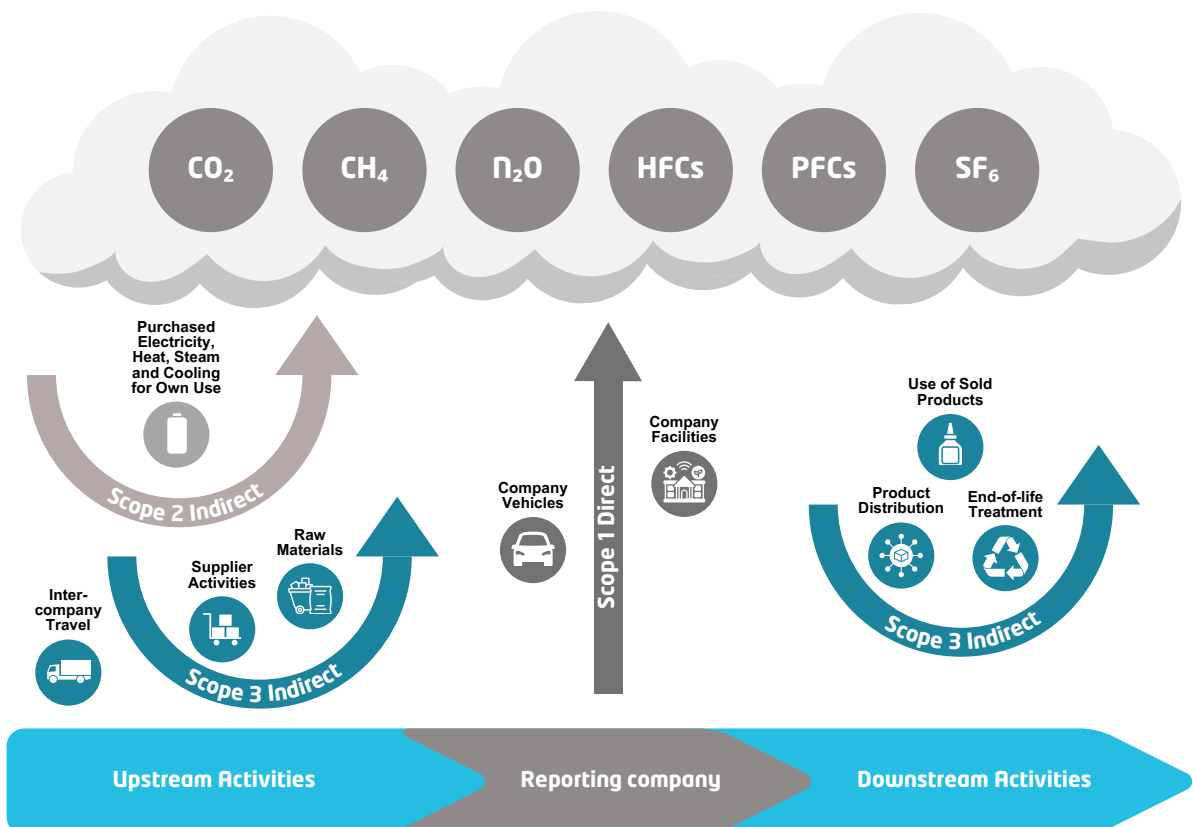 CO₂
CH₄
N₂O
HFCs
PFCs
SF₆
Purchased
Electricity,
Heat, Steam
and Cooling
for Own Use
Scope 2 Indirect
Inter-
company
Travel
Supplier
Activities
Raw
Materials
Scope 3 Indirect
Company
Vehicles
Scope 1 Direct
Company
Facilities
Use of Sold
Products
Product
Distribution
End-of-life
Treatment
Scope 3 Indirect
Upstream Activities
Reporting company
Downstream Activities